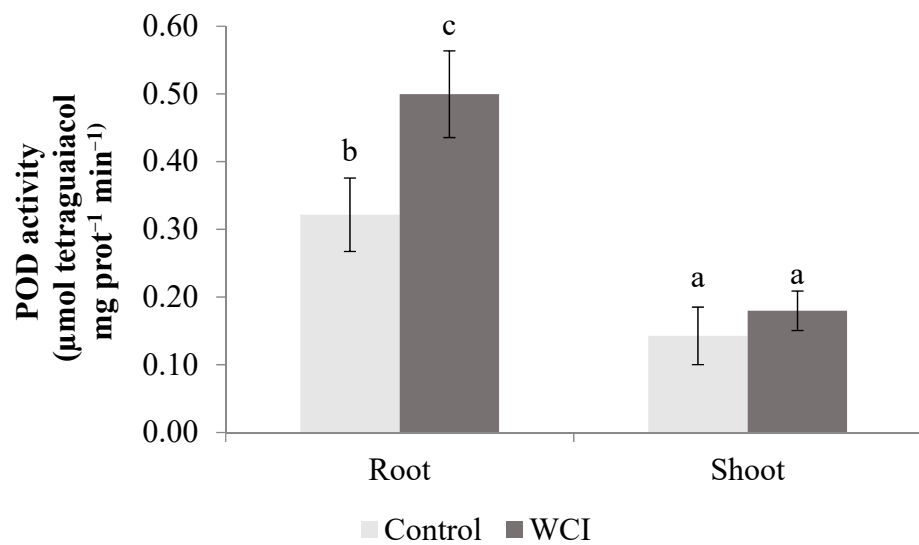 POD activity
(μmol tetraguaiacol
mg prot⁻¹ min⁻¹)
0.60
0.50
0.40
0.30
0.20
0.10
0.00
b
c
a
a
Root
Shoot
Control
WCI